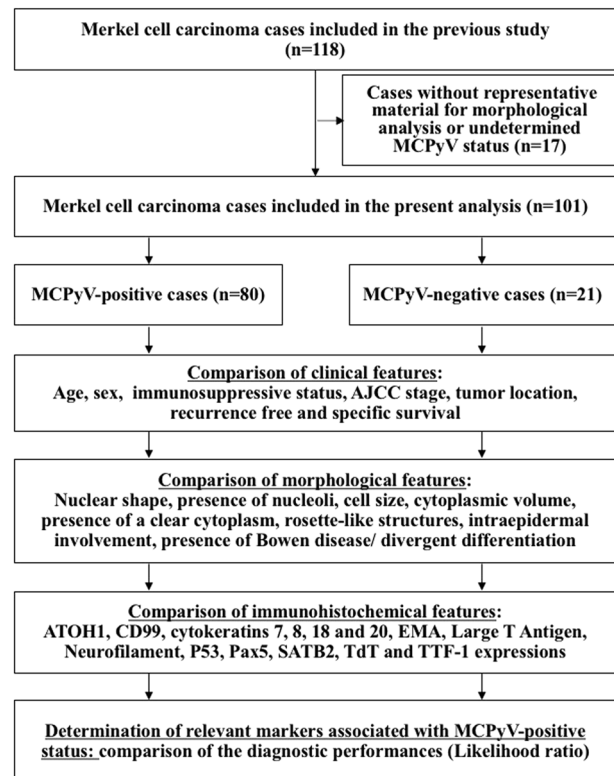 Merkel cell carcinoma cases included in the previous study
(n=118)
Cases without representative
material for morphological
analysis or undetermined
MCPyV status (n=17)
Merkel cell carcinoma cases included in the present analysis (n=101)
MCPyV-positive cases (n=80)
MCPyV-negative cases (n=21)
Comparison of clinical features:
Age, sex, immunosuppressive status, AJCC stage, tumor location,
recurrence free and specific survival
Comparison of morphological features:
Nuclear shape, presence of nucleoli, cell size, cytoplasmic volume,
presence of a clear cytoplasm, rosette-like structures, intraepidermal
involvement, presence of Bowen disease/ divergent differentiation
Comparison of immunohistochemical features:
ATOH1, CD99, cytokeratins 7, 8, 18 and 20, EMA, Large T Antigen,
Neurofilament, P53, Pax5, SATB2, TdT and TTF-1 expressions
Determination of relevant markers associated with MCPyV-positive
status: comparison of the diagnostic performances (Likelihood ratio)